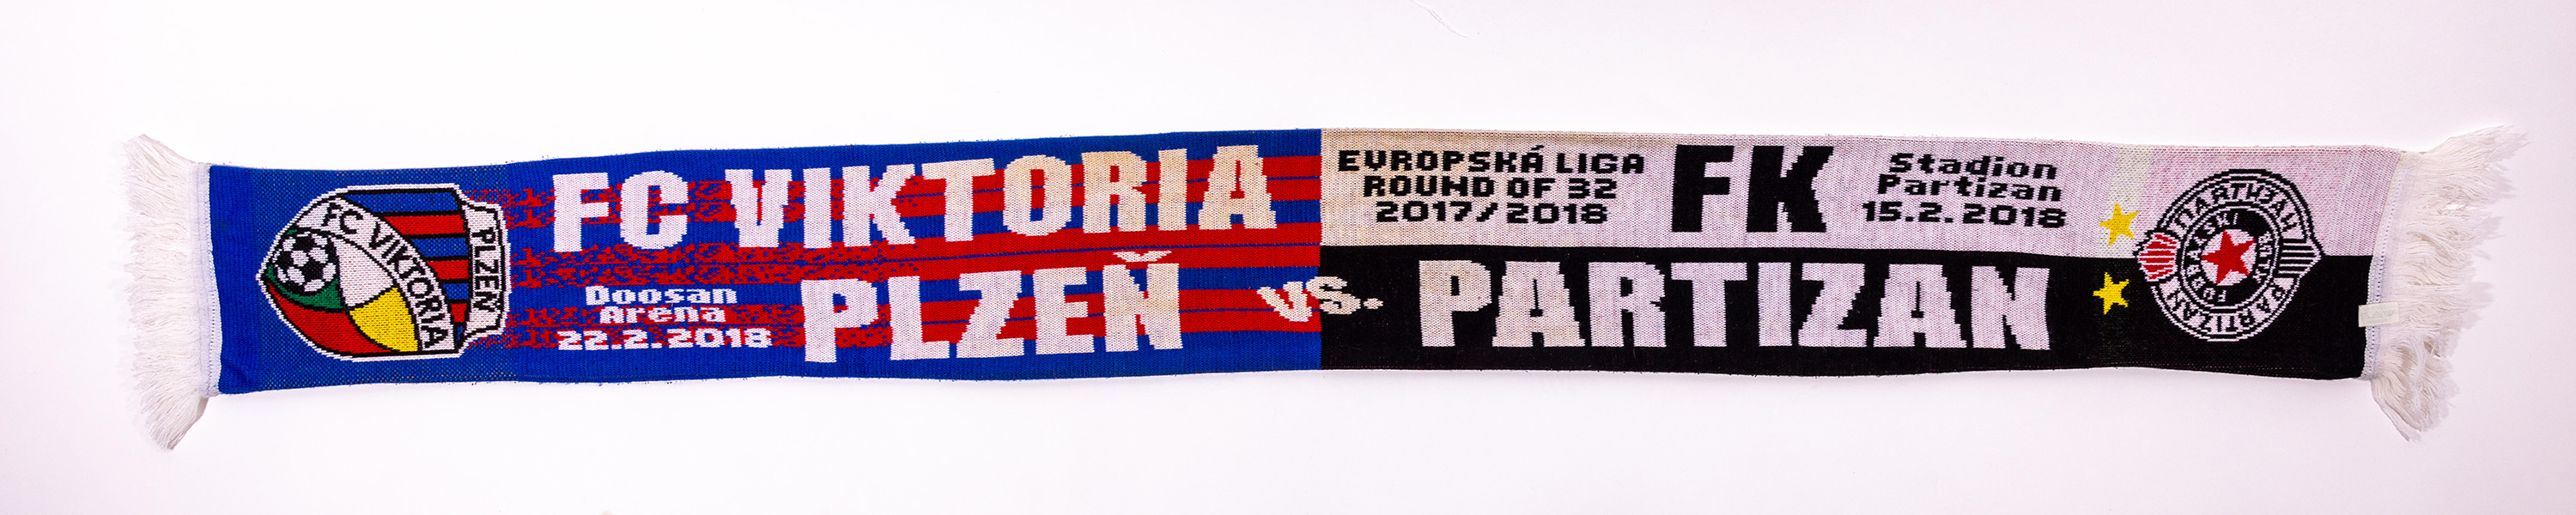 FC VIKTORIA
PLZEŇ
FC VIKTORIA
PLZEŇ
Doosan
Arena
22.2.2018
vs.
EVROPSKÁ LIGA
ROUND OF 32
2017/2018
FK
Stadion
Partizan
15.2.2018
PARTIZAN
PARTIZAN